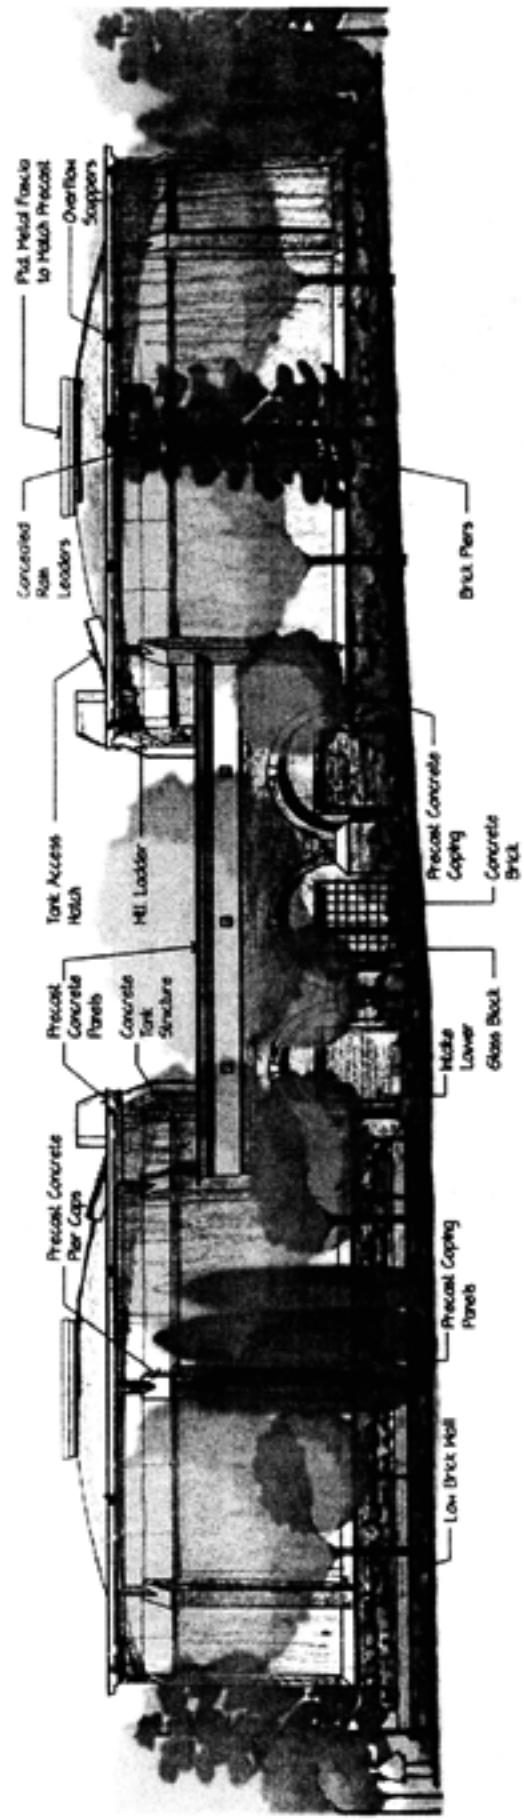 Precast Concrete
Pier Caps
Precast
Concrete
Panels
Concrete
Tank
Structure
Tank Access
Hatch
Mtl Ladder
Concealed
Rain
Leaders
Ptd. Metal Fascia
to Match Precast
Overflow
Scuppers
Low Brick Wall
Precast Coping
Panels
Intake
Glass Block
Precast Concrete
Coping
Concrete
Brick
Brick Piers